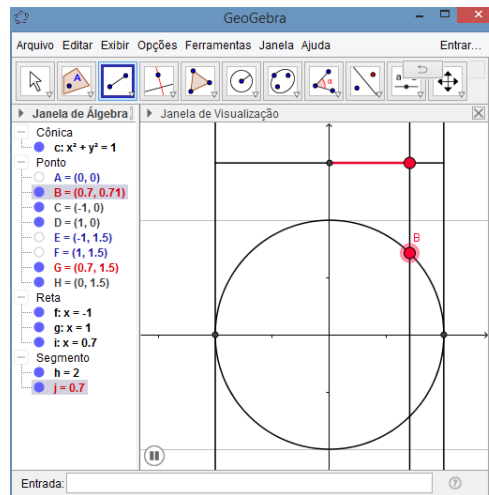 GeoGebra
Arquivo Editar Exibir Opções Ferramentas Janela Ajuda Entrar...
A
a=2
Janela de Álgebra Janela de Visualização
Cônica
c: x² + y² = 1
Ponto
A = (0, 0)
B = (0.7, 0.71)
C = (-1, 0)
D = (1, 0)
E = (-1, 1.5)
F = (1, 1.5)
G = (0.7, 1.5)
H = (0, 1.5)
Reta
f: x = -1
g: x = 1
i: x = 0.7
Segmento
h = 2
j = 0.7
B
Entrada: